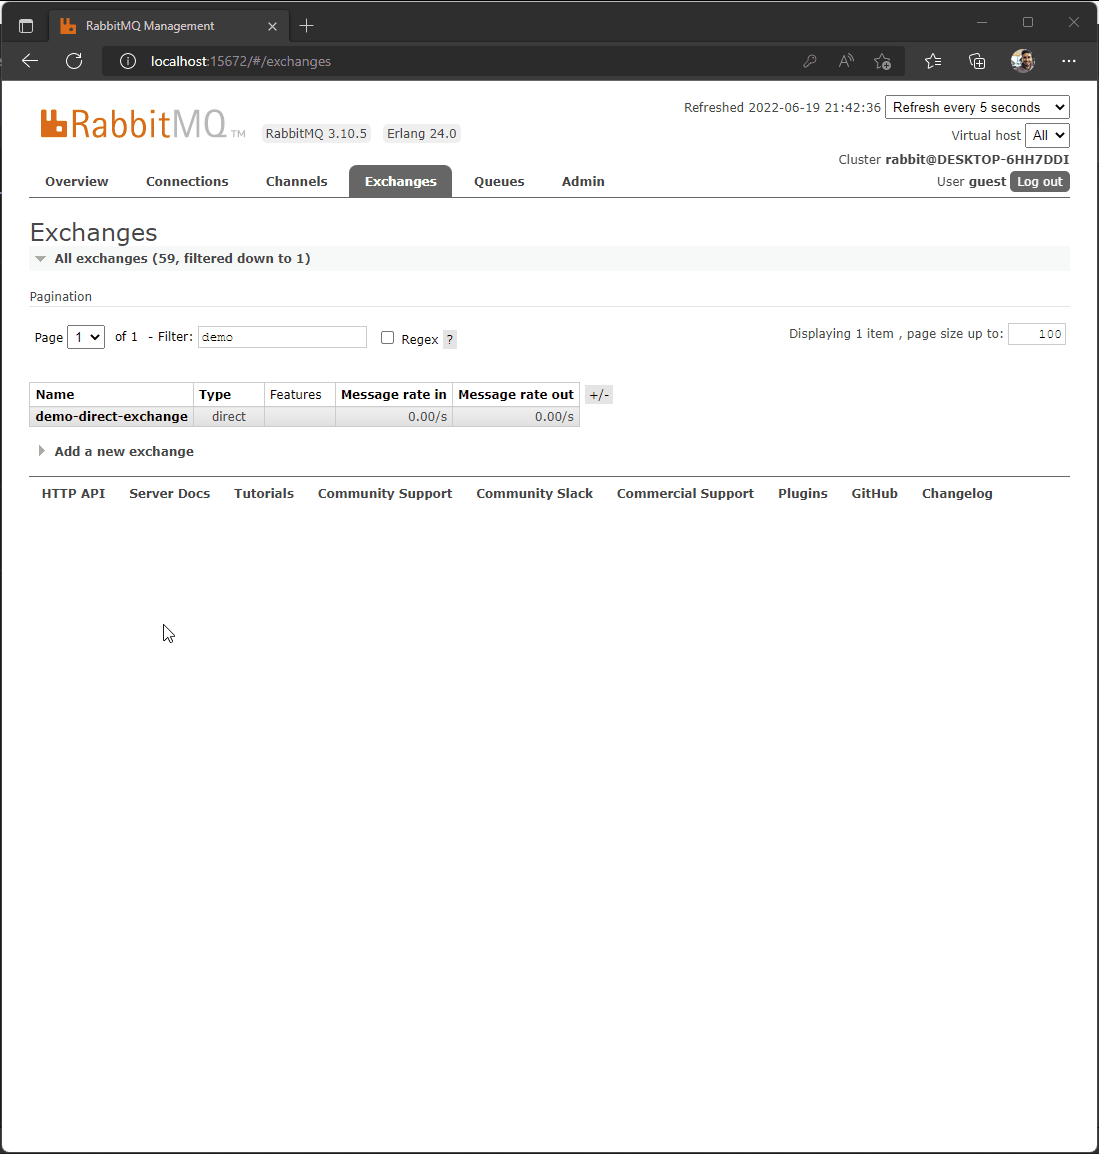 RabbitMQ Management
localhost:15672/#/exchanges
Refreshed 2022-06-19 21:42:36 Refresh every 5 seconds
RabbitMQ TM RabbitMQ 3.10.5 Erlang 24.0
Virtual host All
Cluster rabbit@DESKTOP-6HH7DDI
User guest Log out
Overview Connections Channels Exchanges Queues Admin
Exchanges
All exchanges (59, filtered down to 1)
Pagination
Page 1 of 1 - Filter: demo Regex ? Displaying 1 item , page size up to: 100
Name Type Features Message rate in Message rate out +/-
demo-direct-exchange direct 0.00/s 0.00/s
Add a new exchange
HTTP API Server Docs Tutorials Community Support Community Slack Commercial Support Plugins GitHub Changelog